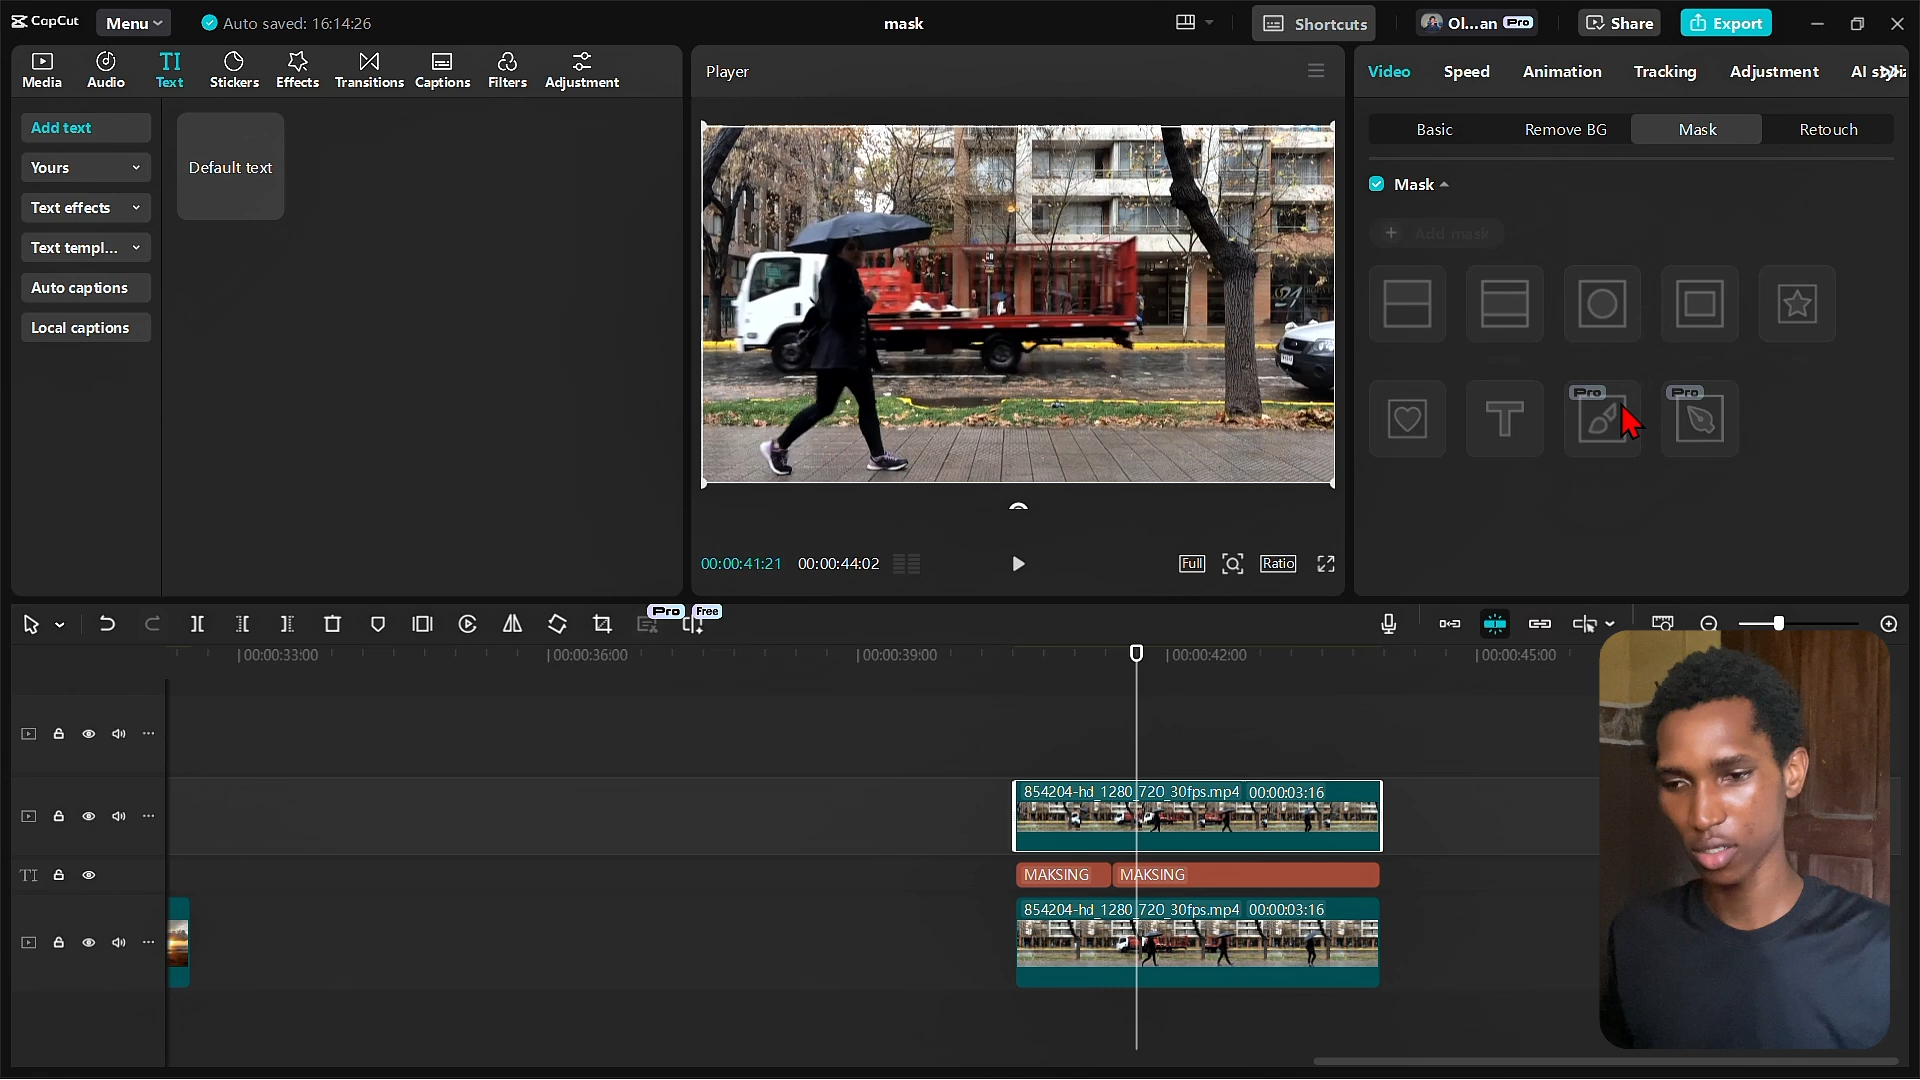 CapCut
Menu
Auto saved: 16:14:26
mask
Shortcuts
Ol...an
Pro
Share
Export
Media
Audio
TI
Text
Stickers
Effects
Transitions
Captions
Filters
Adjustment
Add text
Yours
Text effects
Text templ...
Auto captions
Local captions
Default text
Player
21
00:00:41:21
00:00:44:02
Full
Ratio
Video
Speed
Animation
Tracking
Adjustment
Basic
Remove BG
Mask
Retouch
Mask
Add mask
T
Pro
Pro
Pro
Free
00:00:33:00
00:00:36:00
00:00:39:00
00:00:42:00
00:00:45:00
854204-hd_1280_720_30fps.mp4 00:00:03:16
TI
MAKSING
MAKSING
854204-hd_1280_720_30fps.mp4 00:00:03:16